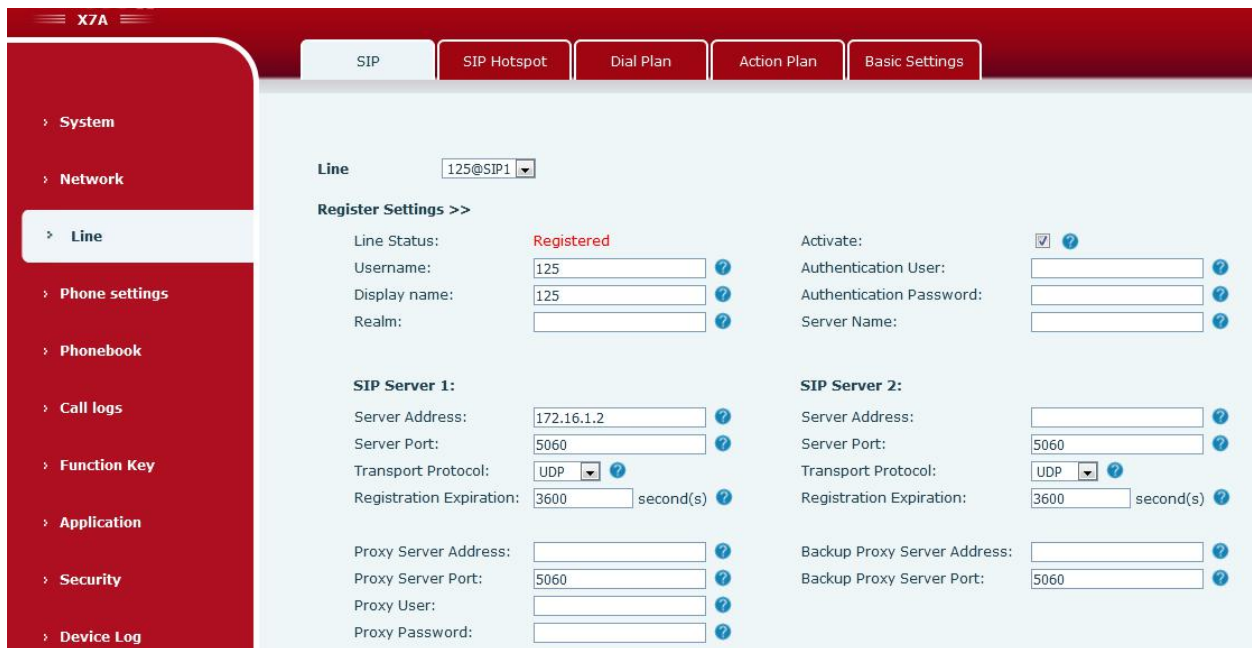 X7A
SIP SIP Hotspot Dial Plan Action Plan Basic Settings
› System
› Network
› Line
› Phone settings
› Phonebook
› Call logs
› Function Key
› Application
› Security
› Device Log
Line 125@SIP1
Register Settings >>
Line Status: Registered Activate:
Username: 125 Authentication User:
Display name: 125 Authentication Password:
Realm: Server Name:
SIP Server 1: SIP Server 2:
Server Address: 172.16.1.2 Server Address:
Server Port: 5060 Server Port: 5060
Transport Protocol: UDP Transport Protocol: UDP
Registration Expiration: 3600 second(s) Registration Expiration: 3600 second(s)
Proxy Server Address: Backup Proxy Server Address:
Proxy Server Port: 5060 Backup Proxy Server Port: 5060
Proxy User:
Proxy Password: